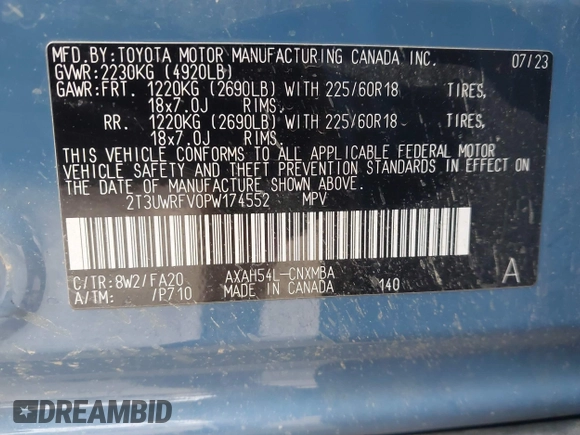 MFD.BY:TOYOTA MOTOR MANUFACTURING CANADA INC. 07/23
GVWR:2230KG (4920LB)
GAWR:FRT. 1220KG (2690LB) WITH 225/60R18 TIRES,
18x7.0J RIMS.
RR. 1220KG (2690LB) WITH 225/60R18 TIRES,
18x7.0J RIMS.
THIS VEHICLE CONFORMS TO ALL APPLICABLE FEDERAL MOTOR
VEHICLE SAFETY AND THEFT PREVENTION STANDARDS IN EFFECT ON
THE DATE OF MANUFACTURE SHOWN ABOVE.
2T3UWRFV0PW174552 MPV
C/TR:8W2/FA20 AXAH54L-CNXMBA A
A/TM: /P710 MADE IN CANADA 140
DREAMBID